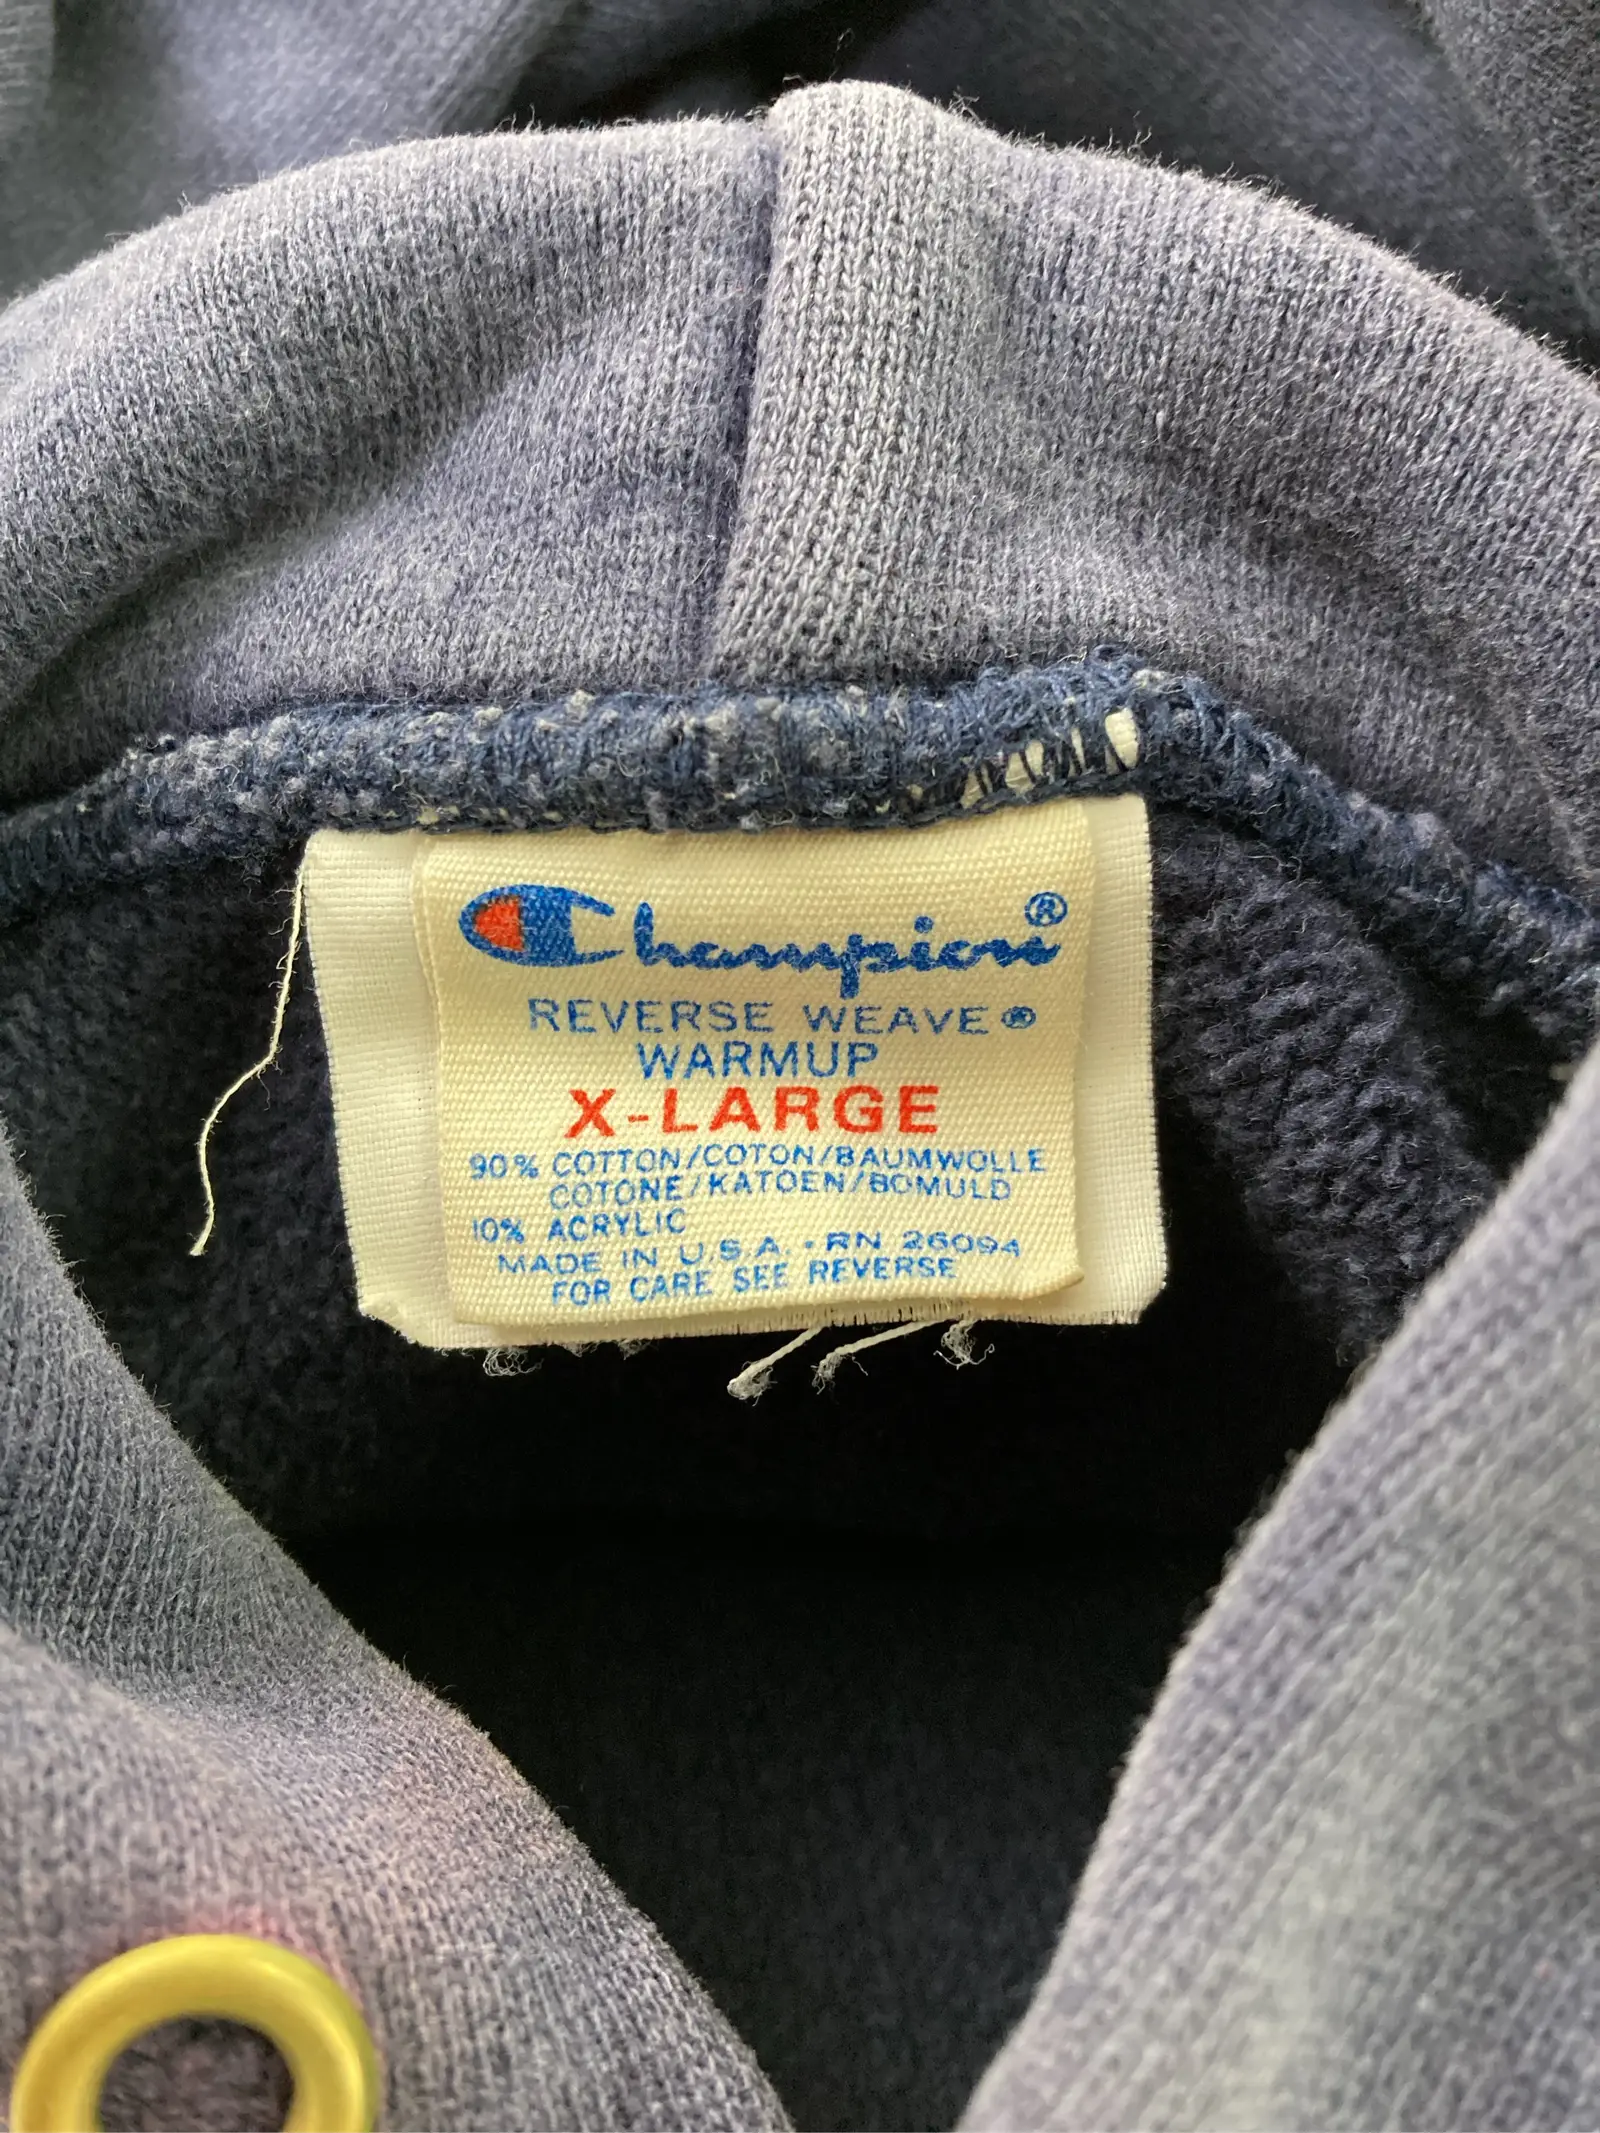 Champion®
REVERSE WEAVE®
WARMUP
X-LARGE
90% COTTON/COTON/BAUMWOLLE
COTONE/KATOEN/BOMULD
10% ACRYLIC
MADE IN U.S.A. • RN 26094
FOR CARE SEE REVERSE